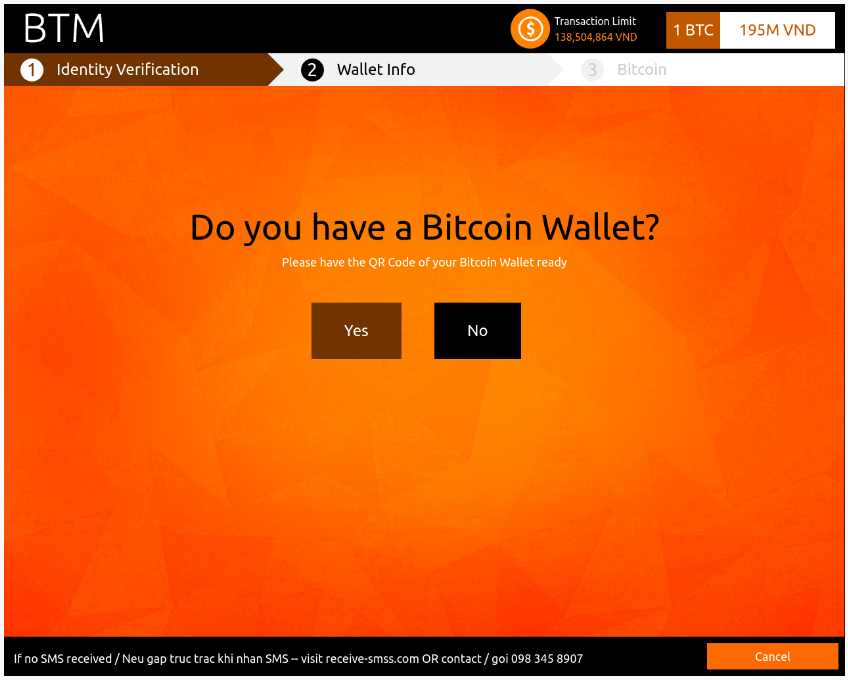 BTM
Transaction Limit
138,504,864 VND
1 BTC
195M VND
1 Identity Verification
2 Wallet Info
3 Bitcoin
Do you have a Bitcoin Wallet?
Please have the QR Code of your Bitcoin Wallet ready
Yes
No
If no SMS received / Neu gap truc trac khi nhan SMS -- visit receive-smss.com OR contact / goi 098 345 8907
Cancel